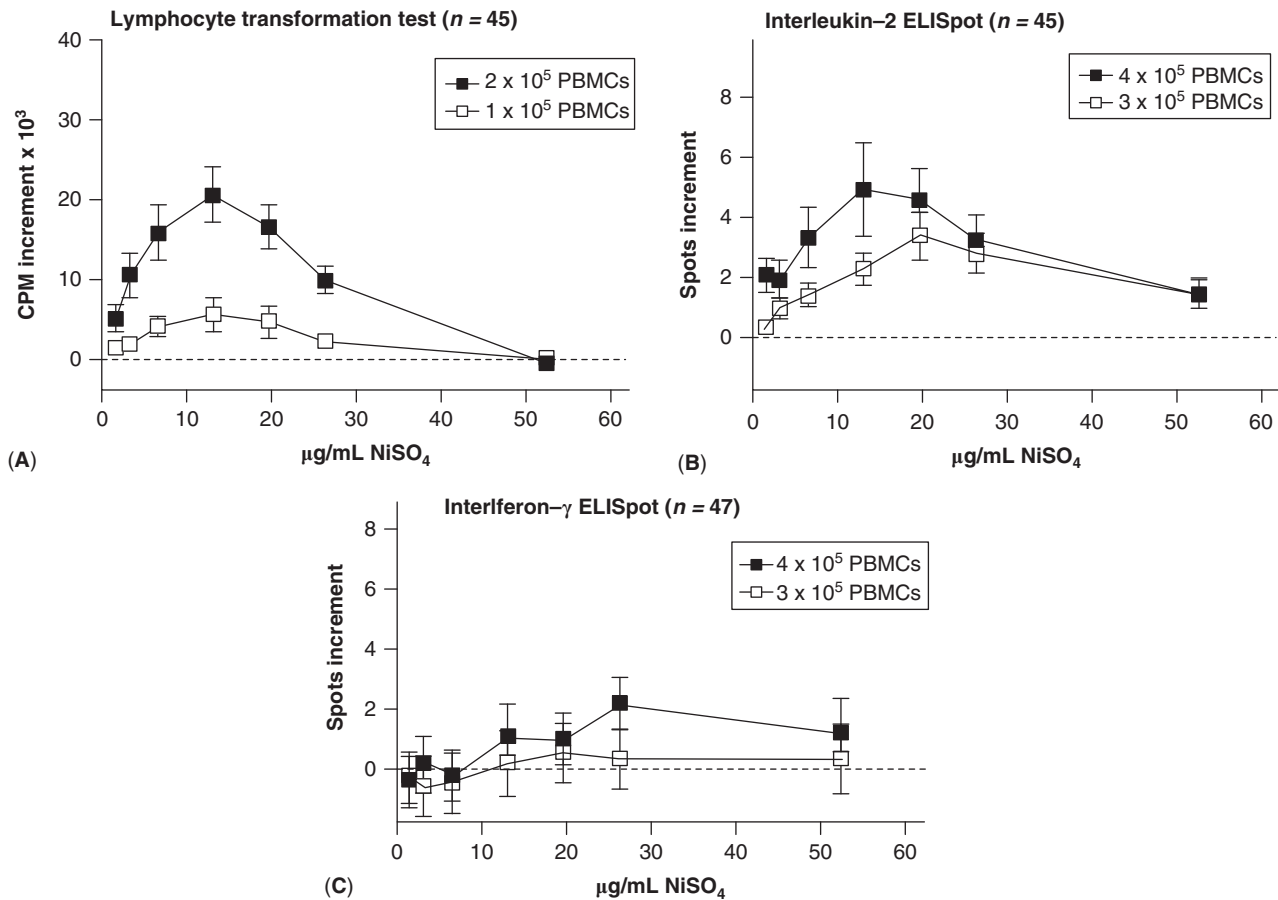 Lymphocyte transformation test (n = 45)
40
30
20
10
0
CPM increment x 10³
2 x 10⁵ PBMCs
1 x 10⁵ PBMCs
0 10 20 30 40 50 60
µg/mL NiSO₄
(A)
Interleukin–2 ELISpot (n = 45)
8
6
4
2
0
Spots increment
4 x 10⁵ PBMCs
3 x 10⁵ PBMCs
0 10 20 30 40 50 60
µg/mL NiSO₄
(B)
Interlferon–γ ELISpot (n = 47)
8
6
4
2
0
Spots increment
4 x 10⁵ PBMCs
3 x 10⁵ PBMCs
0 10 20 30 40 50 60
µg/mL NiSO₄
(C)